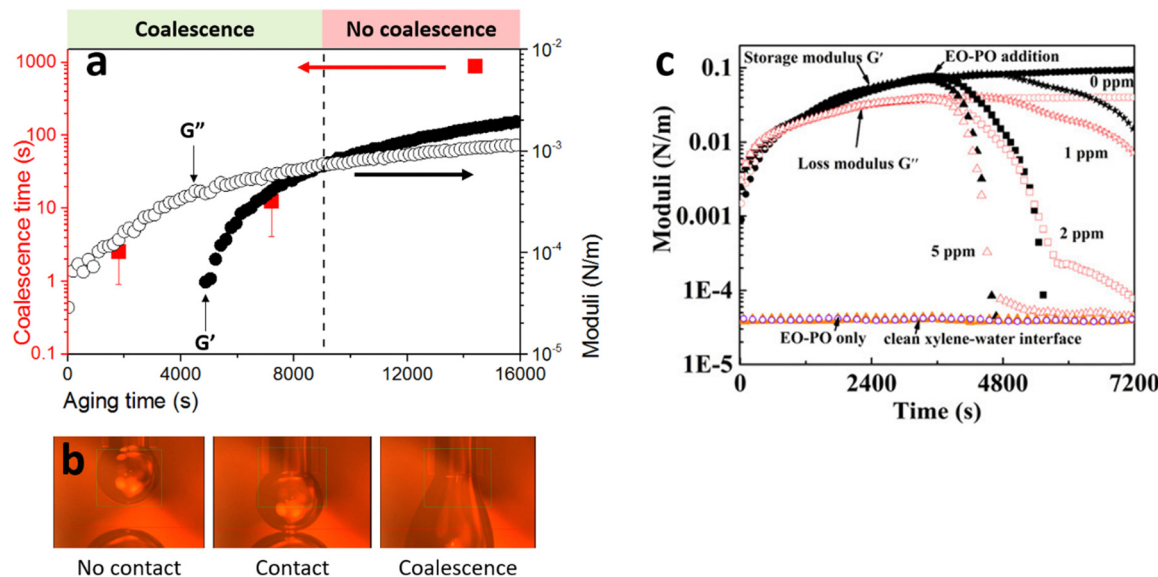 Coalescence
No coalescence
a
Coalescence time (s)
1000
100
10
1
0.1
G''
G'
10⁻²
10⁻³
10⁻⁴
10⁻⁵
Moduli (N/m)
0
4000
8000
12000
16000
Aging time (s)
b
No contact
Contact
Coalescence
c
Moduli (N/m)
0.1
0.01
0.001
1E-4
1E-5
Storage modulus G'
EO-PO addition
0 ppm
Loss modulus G''
1 ppm
2 ppm
5 ppm
EO-PO only
clean xylene-water interface
0
2400
4800
7200
Time (s)